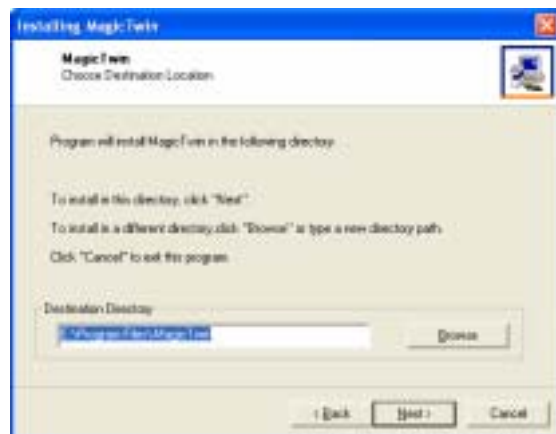 Installing MagicTwin
MagicTwin
Choose Destination Location
Program will install MagicTwin in the following directory.
To install in this directory, click "Next".
To install in a different directory,click "Browse" or type a new directory path.
Click "Cancel" to exit this program.
Destination Directory
C:\Program Files\MagicTwin
Browse
< Back
Next >
Cancel